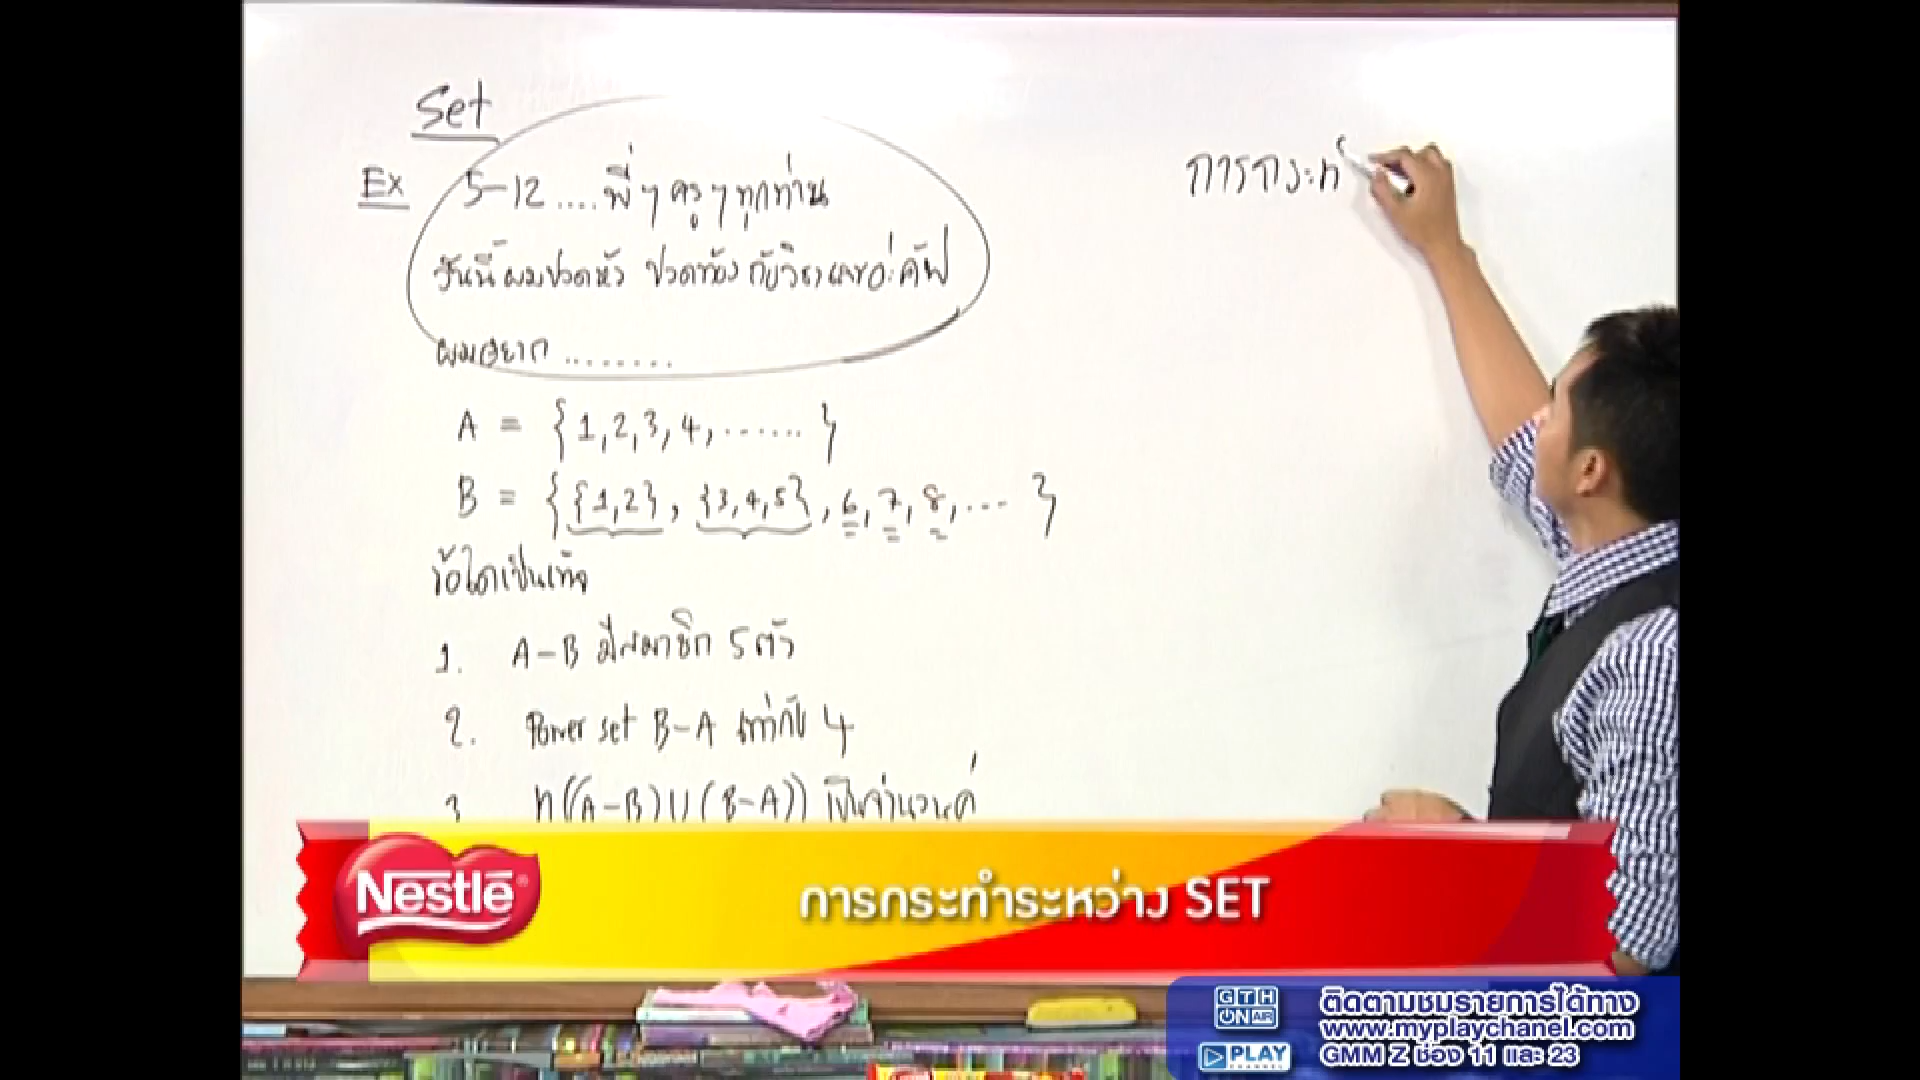 Set
Ex 5-12 ....พี่ๆ ครูๆ ทุกท่าน
วันนี้ผมปวดหัว ปวดท้อง กับวิชาเลขอ่ะคับ
ผมอยาก ........
A = {1,2,3,4,.......}
B = {{1,2}, {3,4,5}, 6, 7, 8, ...}
ข้อใดเป็นเท็จ
1. A-B มีสมาชิก 5 ตัว
2. Power set B-A เท่ากับ 4
3 n((A-B)∪(B-A)) เป็นจำนวนคี่
การกระท
Nestlé
การกระทำระหว่าง SET
GTH ON AIR
ติดตามชมรายการได้ทาง
www.myplaychanel.com
PLAY CHANNEL
GMM Z ช่อง 11 และ 23